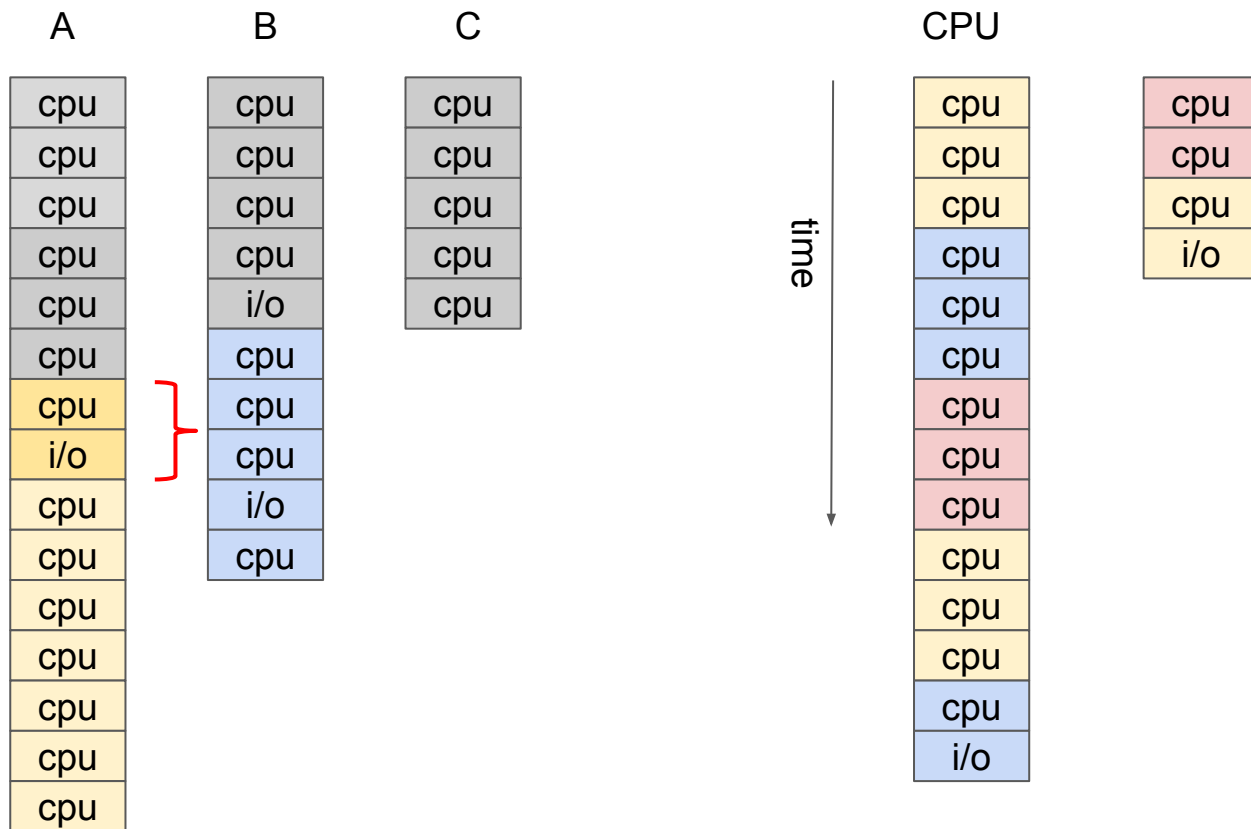 A B C CPU
cpu cpu cpu cpu cpu
cpu cpu cpu cpu cpu
cpu cpu cpu cpu cpu
cpu cpu cpu cpu i/o
cpu i/o cpu cpu
cpu cpu cpu
cpu cpu cpu
i/o cpu cpu
cpu i/o cpu
cpu cpu cpu
cpu cpu
cpu cpu
cpu cpu
cpu i/o
cpu
time